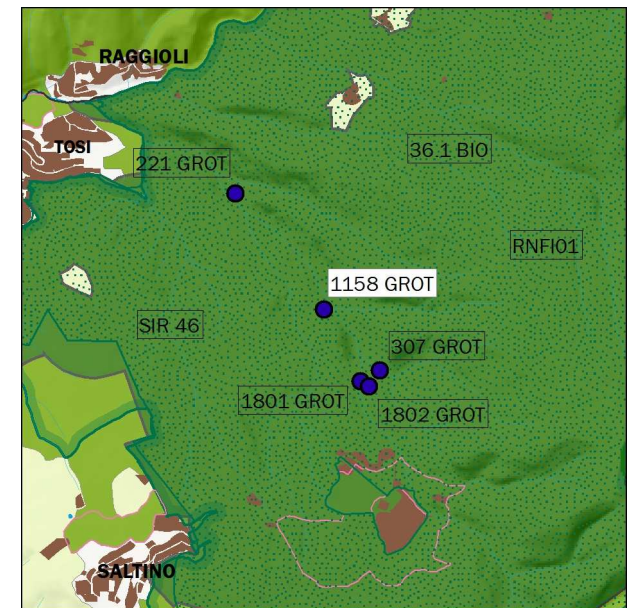 RAGGIOLI
TOSI
36.1 BIO
221 GROT
RNFI01
1158 GROT
SIR 46
307 GROT
1801 GROT
1802 GROT
SALTINO